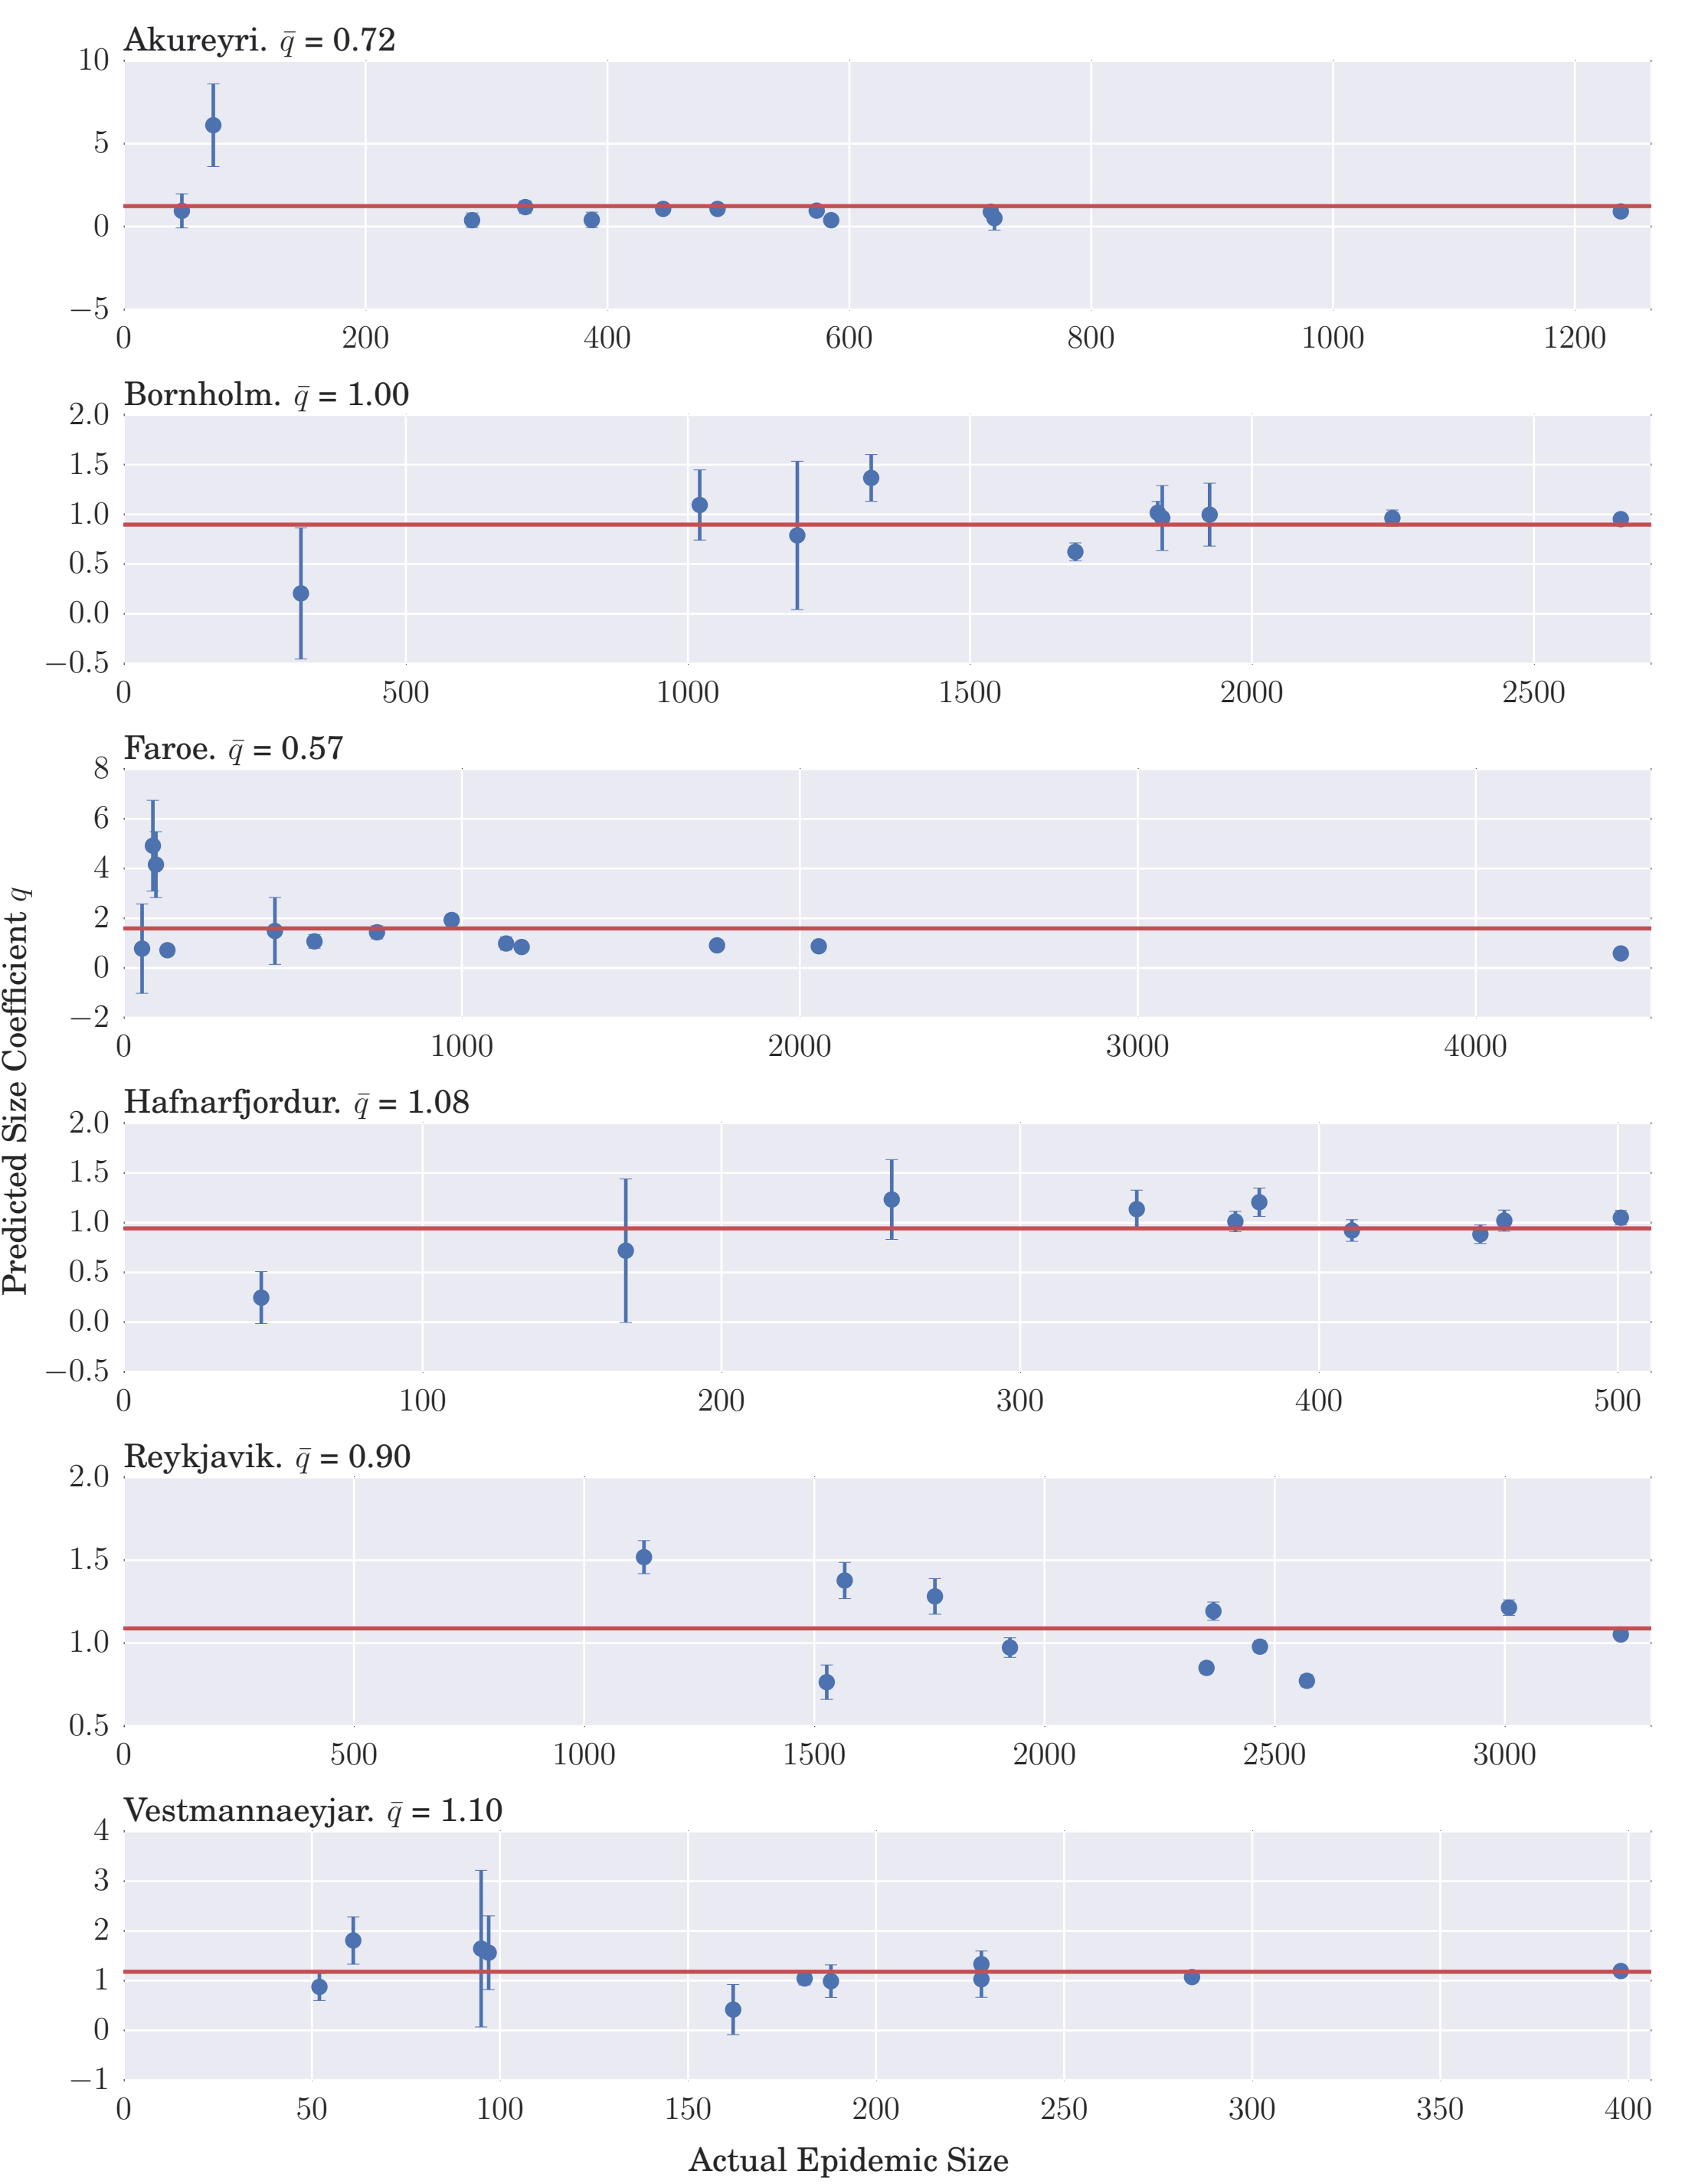 Akureyri. q̄ = 0.72
10
5
0
−5
0 200 400 600 800 1000 1200
Bornholm. q̄ = 1.00
2.0
1.5
1.0
0.5
0.0
−0.5
0 500 1000 1500 2000 2500
Faroe. q̄ = 0.57
8
6
4
2
0
−2
0 1000 2000 3000 4000
Predicted Size Coefficient q
Hafnarfjordur. q̄ = 1.08
2.0
1.5
1.0
0.5
0.0
−0.5
0 100 200 300 400 500
Reykjavik. q̄ = 0.90
2.0
1.5
1.0
0.5
0 500 1000 1500 2000 2500 3000
Vestmannaeyjar. q̄ = 1.10
4
3
2
1
0
−1
0 50 100 150 200 250 300 350 400
Actual Epidemic Size